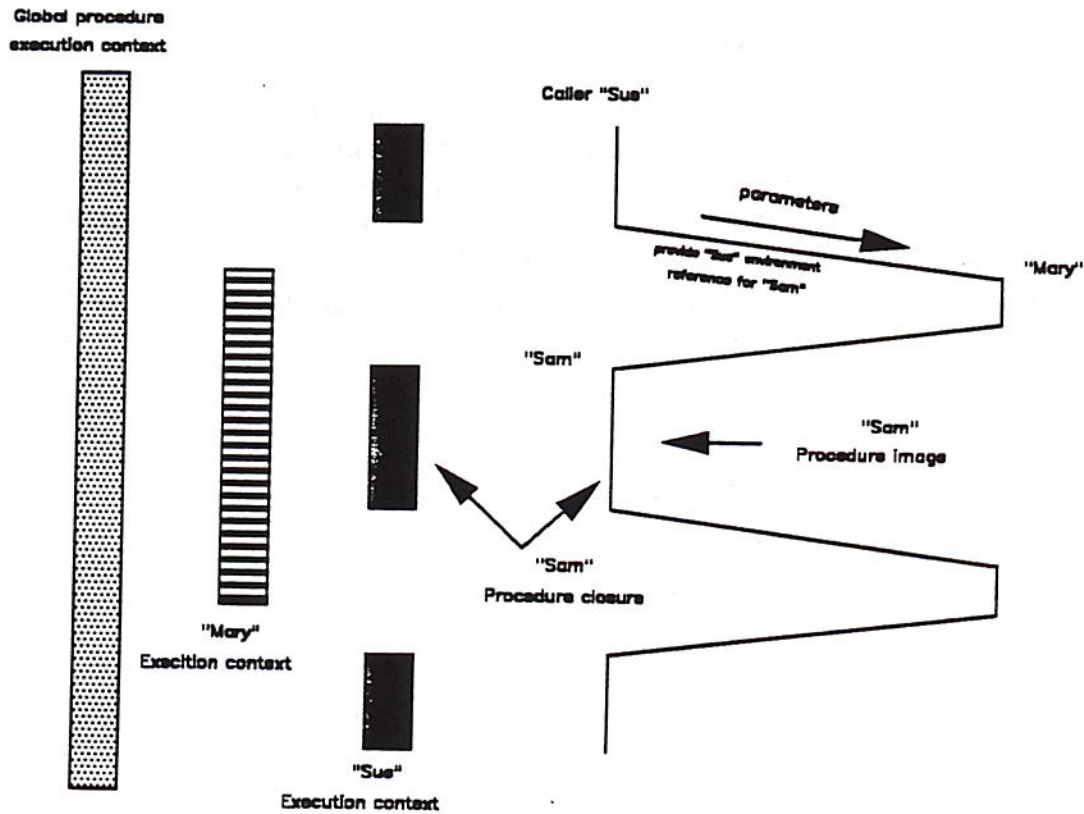 Global procedure
execution context
Caller "Sue"
parameters
provide "Sue" environment
reference for "Sam"
"Mary"
"Sam"
"Sam"
Procedure image
"Sam"
Procedure closure
"Mary"
Execition context
"Sue"
Execution context